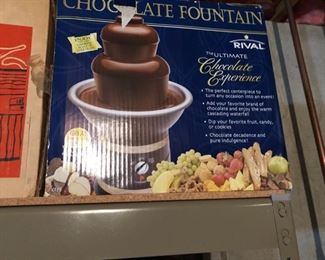 CHOCOLATE FOUNTAIN
RIVAL
THE ULTIMATE
Chocolate
Experience
• The perfect centerpiece to
turn any occasion into an event!
• Add your favorite brand of
chocolate and enjoy the warm
cascading waterfall
• Dip your favorite fruit, candy,
or cookies
• Chocolate decadence and
pure indulgence!